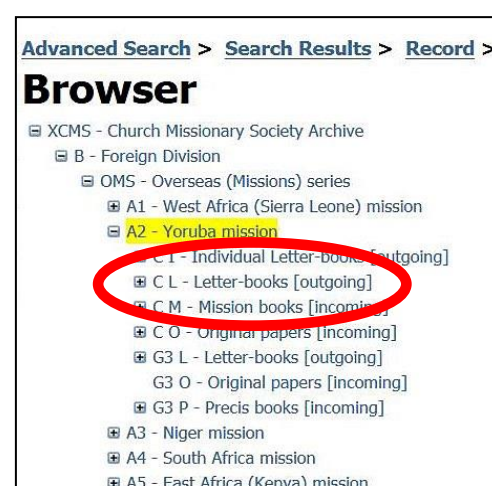 Advanced Search > Search Results > Record >
Browser
XCMS - Church Missionary Society Archive
B - Foreign Division
OMS - Overseas (Missions) series
A1 - West Africa (Sierra Leone) mission
A2 - Yoruba mission
C I - Individual Letter-books [outgoing]
C L - Letter-books [outgoing]
C M - Mission books [incoming]
C O - Original papers [incoming]
G3 L - Letter-books [outgoing]
G3 O - Original papers [incoming]
G3 P - Precis books [incoming]
A3 - Niger mission
A4 - South Africa mission
A5 - East Africa (Kenya) mission